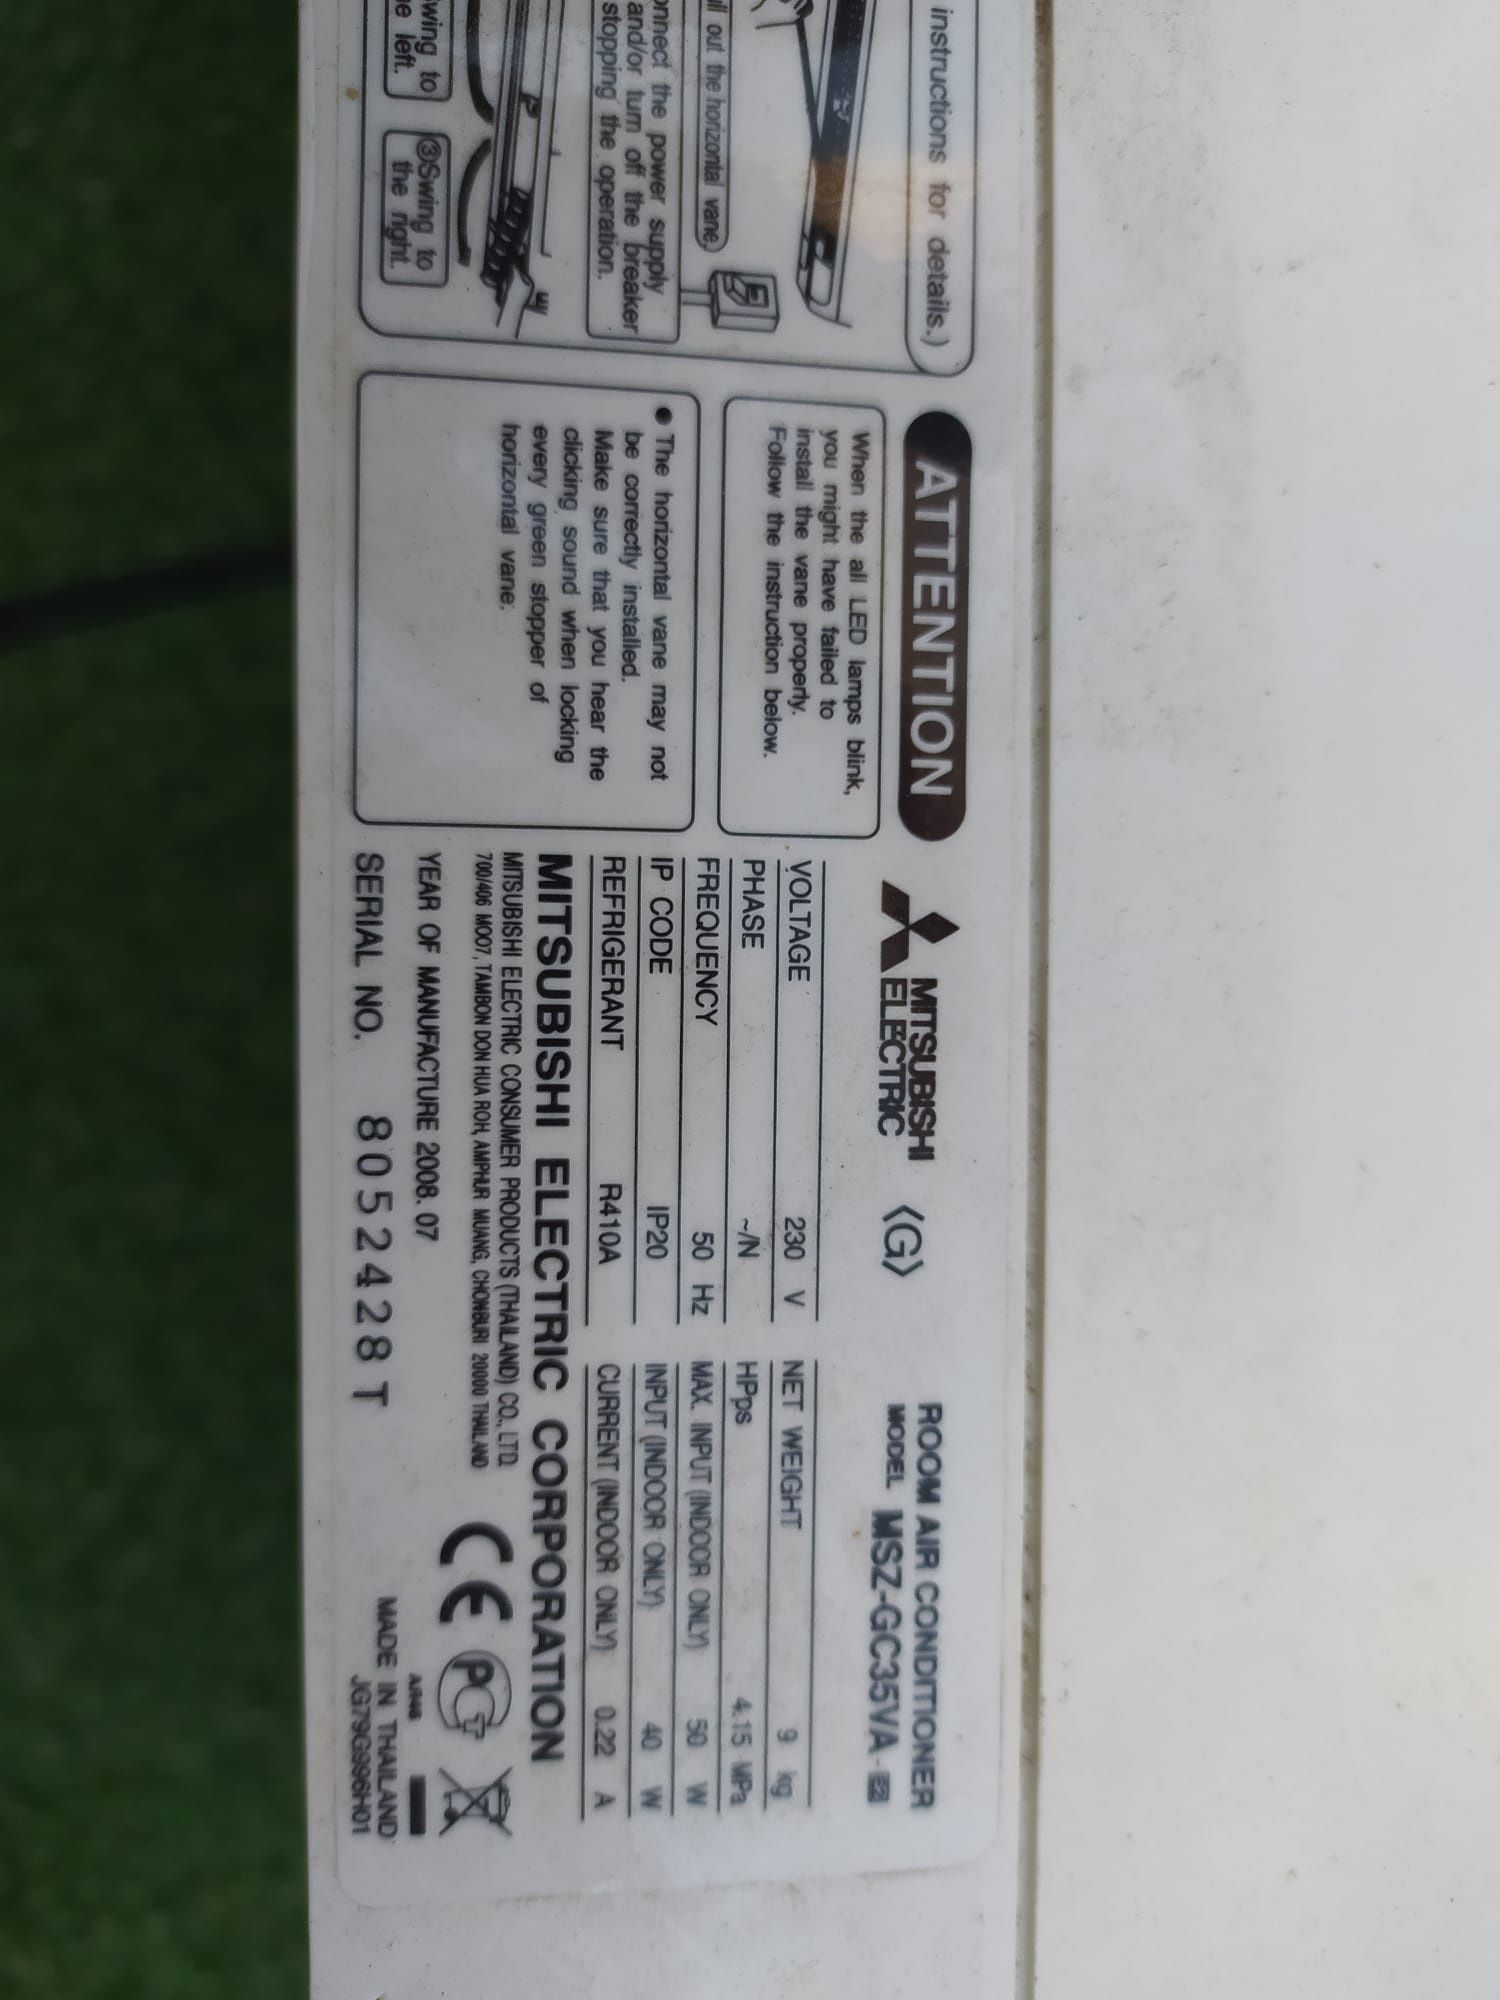 instructions for details.)
ull out the horizontal vane.
onnect the power supply
and/or turn off the breaker
stopping the operation.
wing to
e left.
③Swing to
the right.
ATTENTION
When the all LED lamps blink,
you might have failed to
install the vane properly.
Follow the instruction below.
● The horizontal vane may not
be correctly installed.
Make sure that you hear the
clicking sound when locking
every green stopper of
horizontal vane.
MITSUBISHI
ELECTRIC
⟨G⟩
ROOM AIR CONDITIONER
MODEL MSZ-GC35VA-E2
VOLTAGE 230 V
PHASE ~/N
FREQUENCY 50 Hz
IP CODE IP20
REFRIGERANT R410A
NET WEIGHT 9 kg
HPps 4.15 MPa
MAX. INPUT (INDOOR ONLY) 50 W
INPUT (INDOOR ONLY) 40 W
CURRENT (INDOOR ONLY) 0.22 A
MITSUBISHI ELECTRIC CORPORATION
MITSUBISHI ELECTRIC CONSUMER PRODUCTS (THAILAND) CO., LTD.
700/406 MOO7, TAMBON DON HUA ROH, AMPHUR MUANG, CHONBURI 20000 THAILAND
YEAR OF MANUFACTURE 2008.07
SERIAL NO. 8052428T
CE
MADE IN THAILAND
JG79G996H01